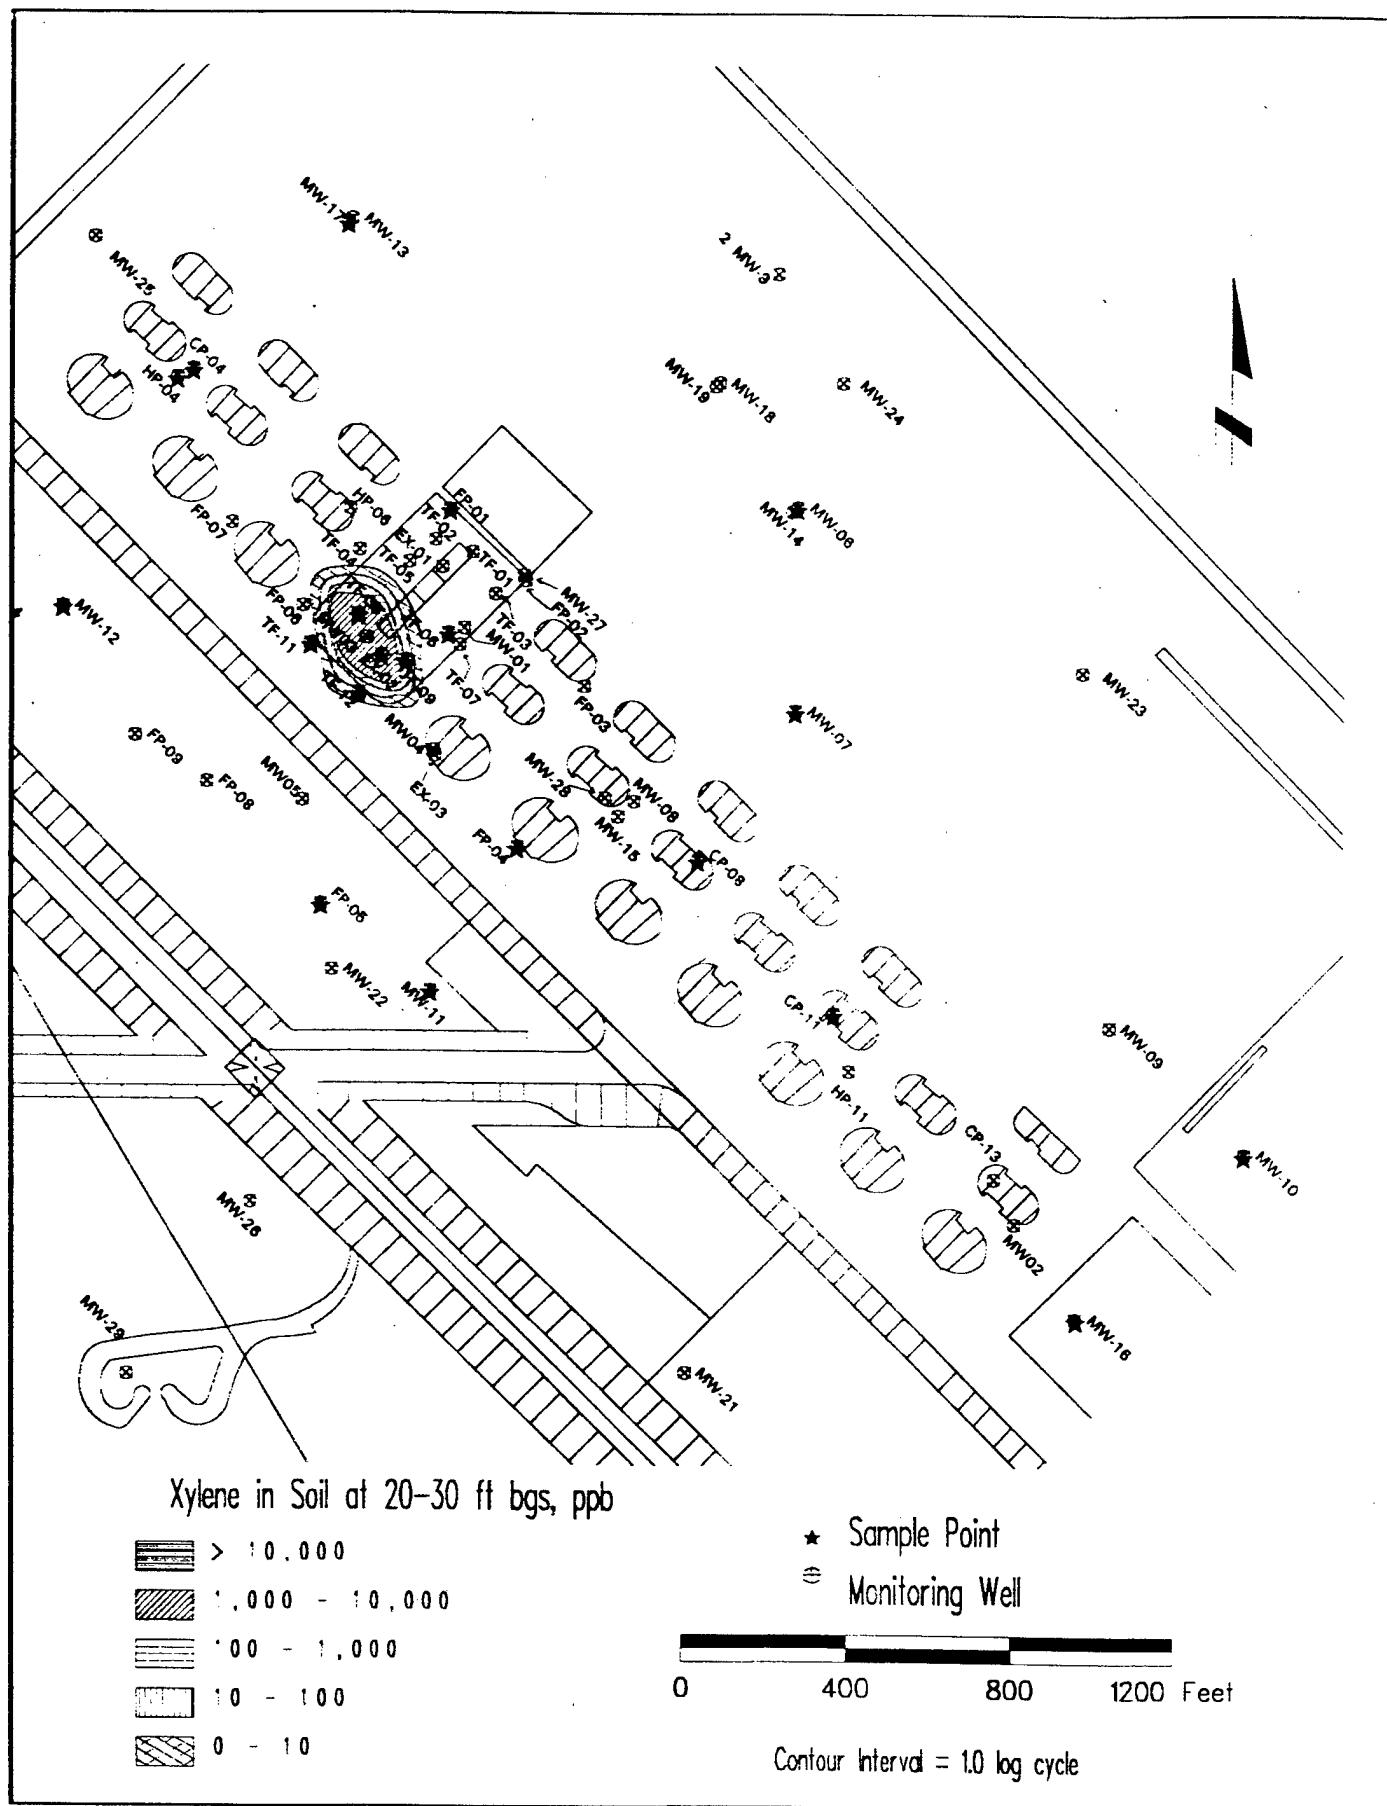 MW-17
MW-13
2
MW-3
MW-25
CP-04
HP-04
MW-19
MW-18
MW-24
HP-06
FP-01
TF-02
EX-01
FP-07
TF-04
TF-05
TF-01
MW-14
MW-06
MW-27
FP-02
FP-06
TF-11
TF-03
MW-01
MW-12
TF-07
FP-03
MW-23
MW-07
MW04
EX-03
MW-28
MW-08
MW-15
FP-09
FP-08
MW05
FP-04
CP-08
FP-05
MW-22
MW-11
CP-11
HP-11
MW-09
CP-13
MW-10
MW02
MW-26
MW-29
MW-16
MW-21
Xylene in Soil at 20-30 ft bgs, ppb
> 10,000
1,000 - 10,000
100 - 1,000
10 - 100
0 - 10
Sample Point
Monitoring Well
0 400 800 1200 Feet
Contour Interval = 1.0 log cycle